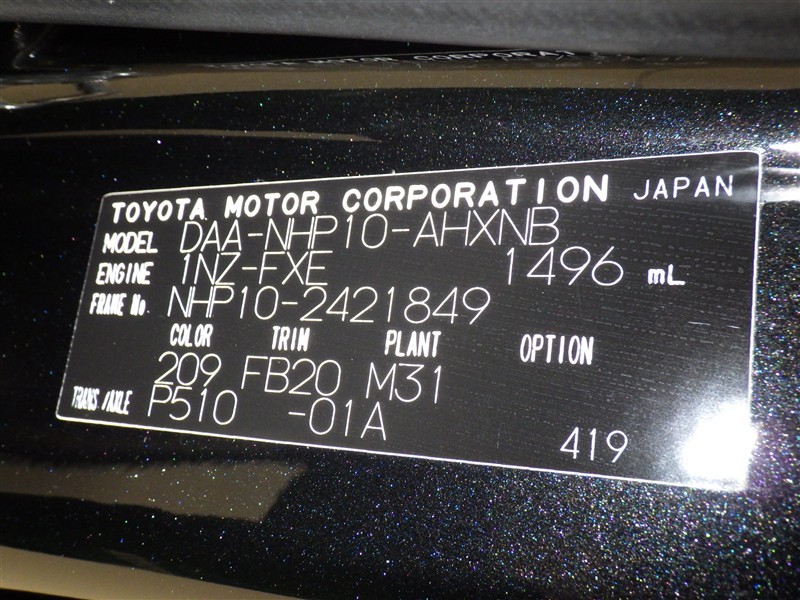 TOYOTA MOTOR CORPORATION JAPAN
MODEL DAA-NHP10-AHXNB
ENGINE 1NZ-FXE 1496 mL
FRAME No. NHP10-2421849
COLOR TRIM PLANT OPTION
209 FB20 M31
TRANS./AXLE P510 -01A 419